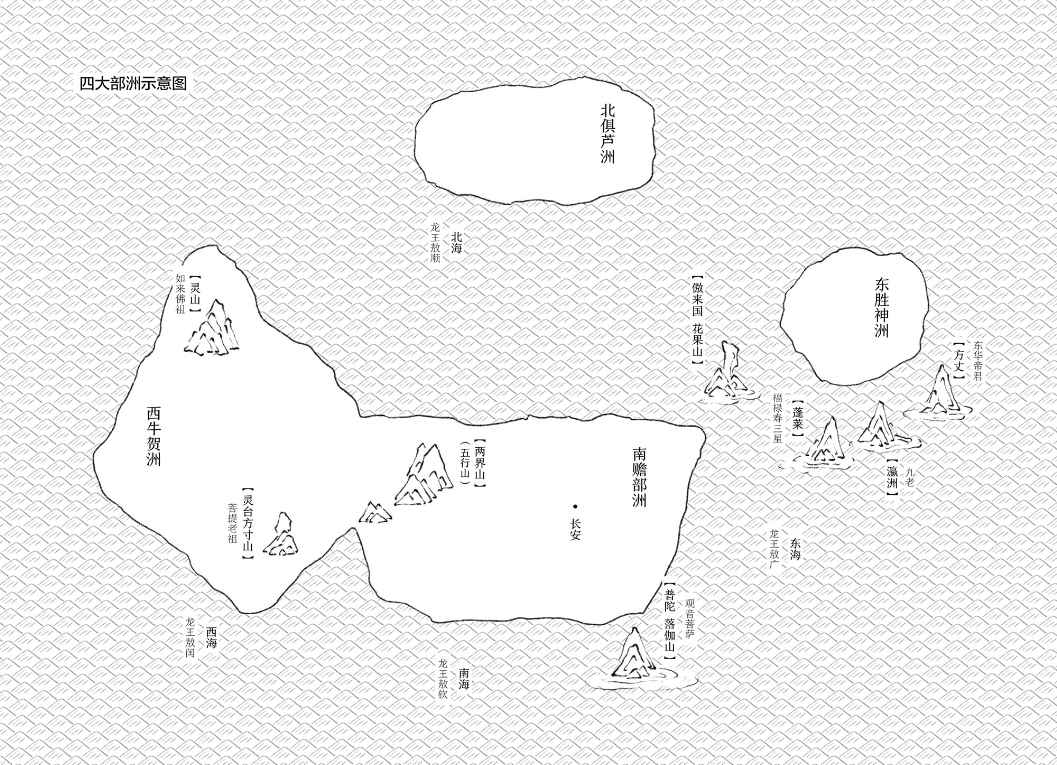 四大部洲示意图
北俱芦洲
北海
龙王敖顺
【灵山】
如来佛祖
东胜神洲
【傲来国 花果山】
【方丈】
东华帝君
【蓬莱】
福禄寿三星
【瀛洲】
九老
西牛贺洲
【两界山】
（五行山）
南赡部洲
长安
【灵台方寸山】
菩提老祖
东海
龙王敖广
【普陀 落伽山】
观音菩萨
西海
龙王敖闰
南海
龙王敖钦